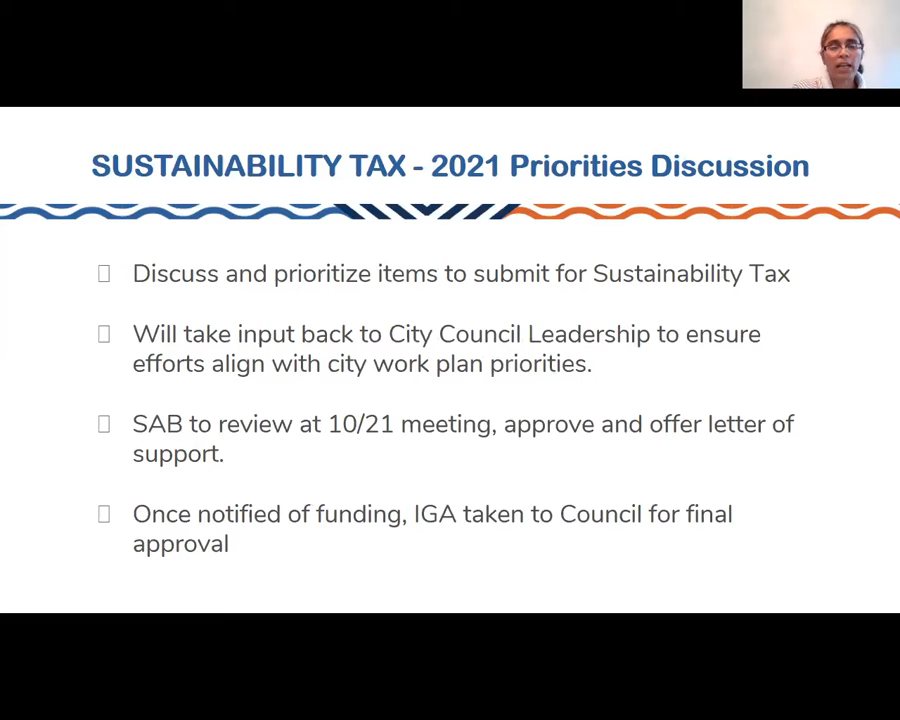 SUSTAINABILITY TAX - 2021 Priorities Discussion
Discuss and prioritize items to submit for Sustainability Tax
Will take input back to City Council Leadership to ensure
efforts align with city work plan priorities.
SAB to review at 10/21 meeting, approve and offer letter of
support.
Once notified of funding, IGA taken to Council for final
approval